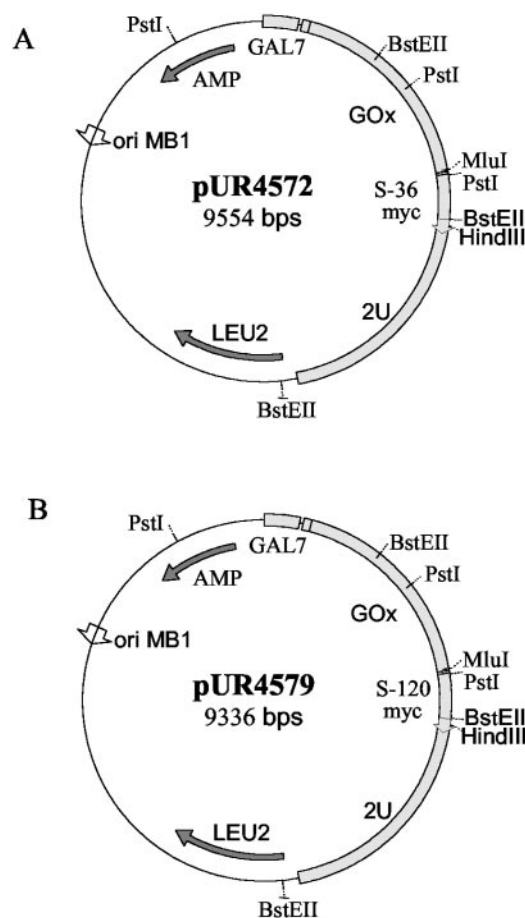 A
PstI
GAL7
AMP
BstEII
PstI
GOx
ori MB1
MluI
PstI
pUR4572
9554 bps
S-36
myc
BstEII
HindIII
2U
LEU2
BstEII
B
PstI
GAL7
AMP
BstEII
PstI
GOx
ori MB1
MluI
PstI
pUR4579
9336 bps
S-120
myc
BstEII
HindIII
2U
LEU2
BstEII